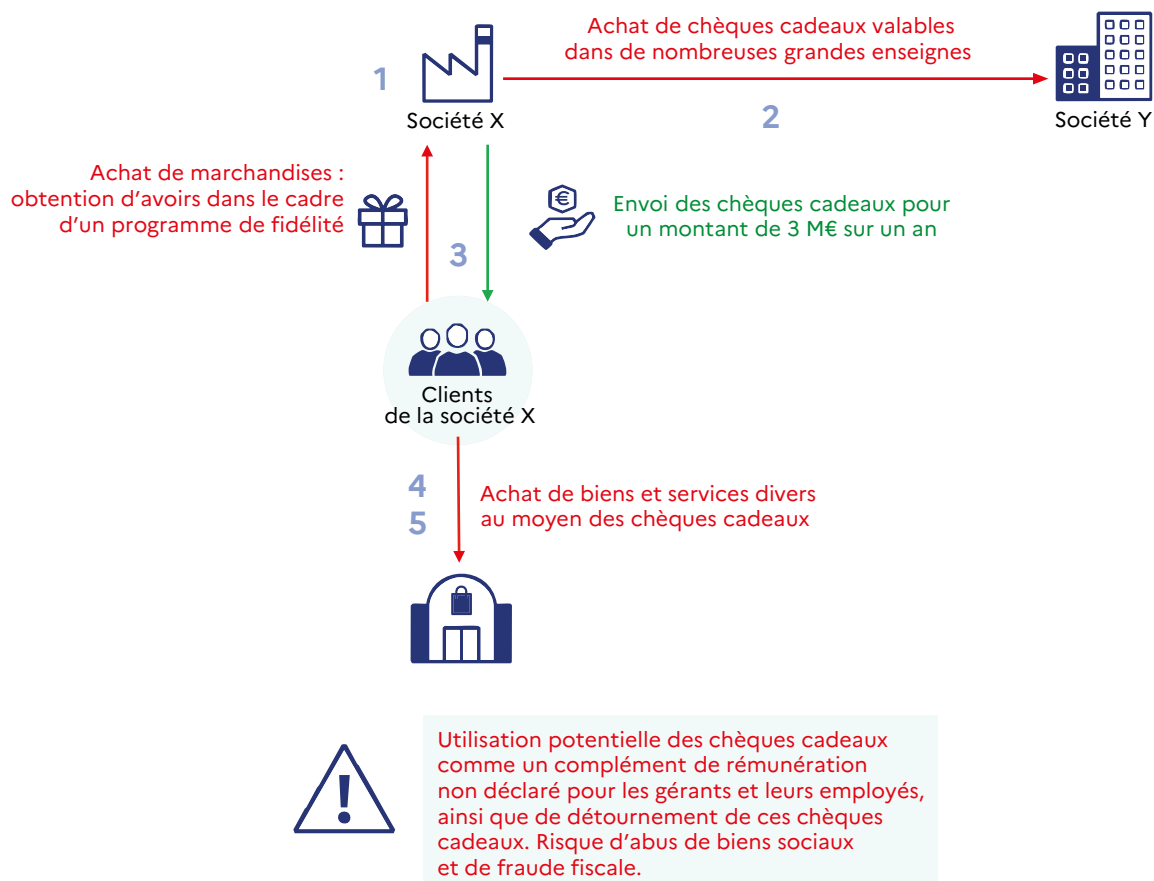 Achat de chèques cadeaux valables
dans de nombreuses grandes enseignes
1
2
Société X
Société Y
Achat de marchandises :
obtention d'avoirs dans le cadre
d'un programme de fidélité
€
Envoi des chèques cadeaux pour
un montant de 3 M€ sur un an
3
Clients
de la société X
4
5
Achat de biens et services divers
au moyen des chèques cadeaux
!
Utilisation potentielle des chèques cadeaux
comme un complément de rémunération
non déclaré pour les gérants et leurs employés,
ainsi que de détournement de ces chèques
cadeaux. Risque d'abus de biens sociaux
et de fraude fiscale.